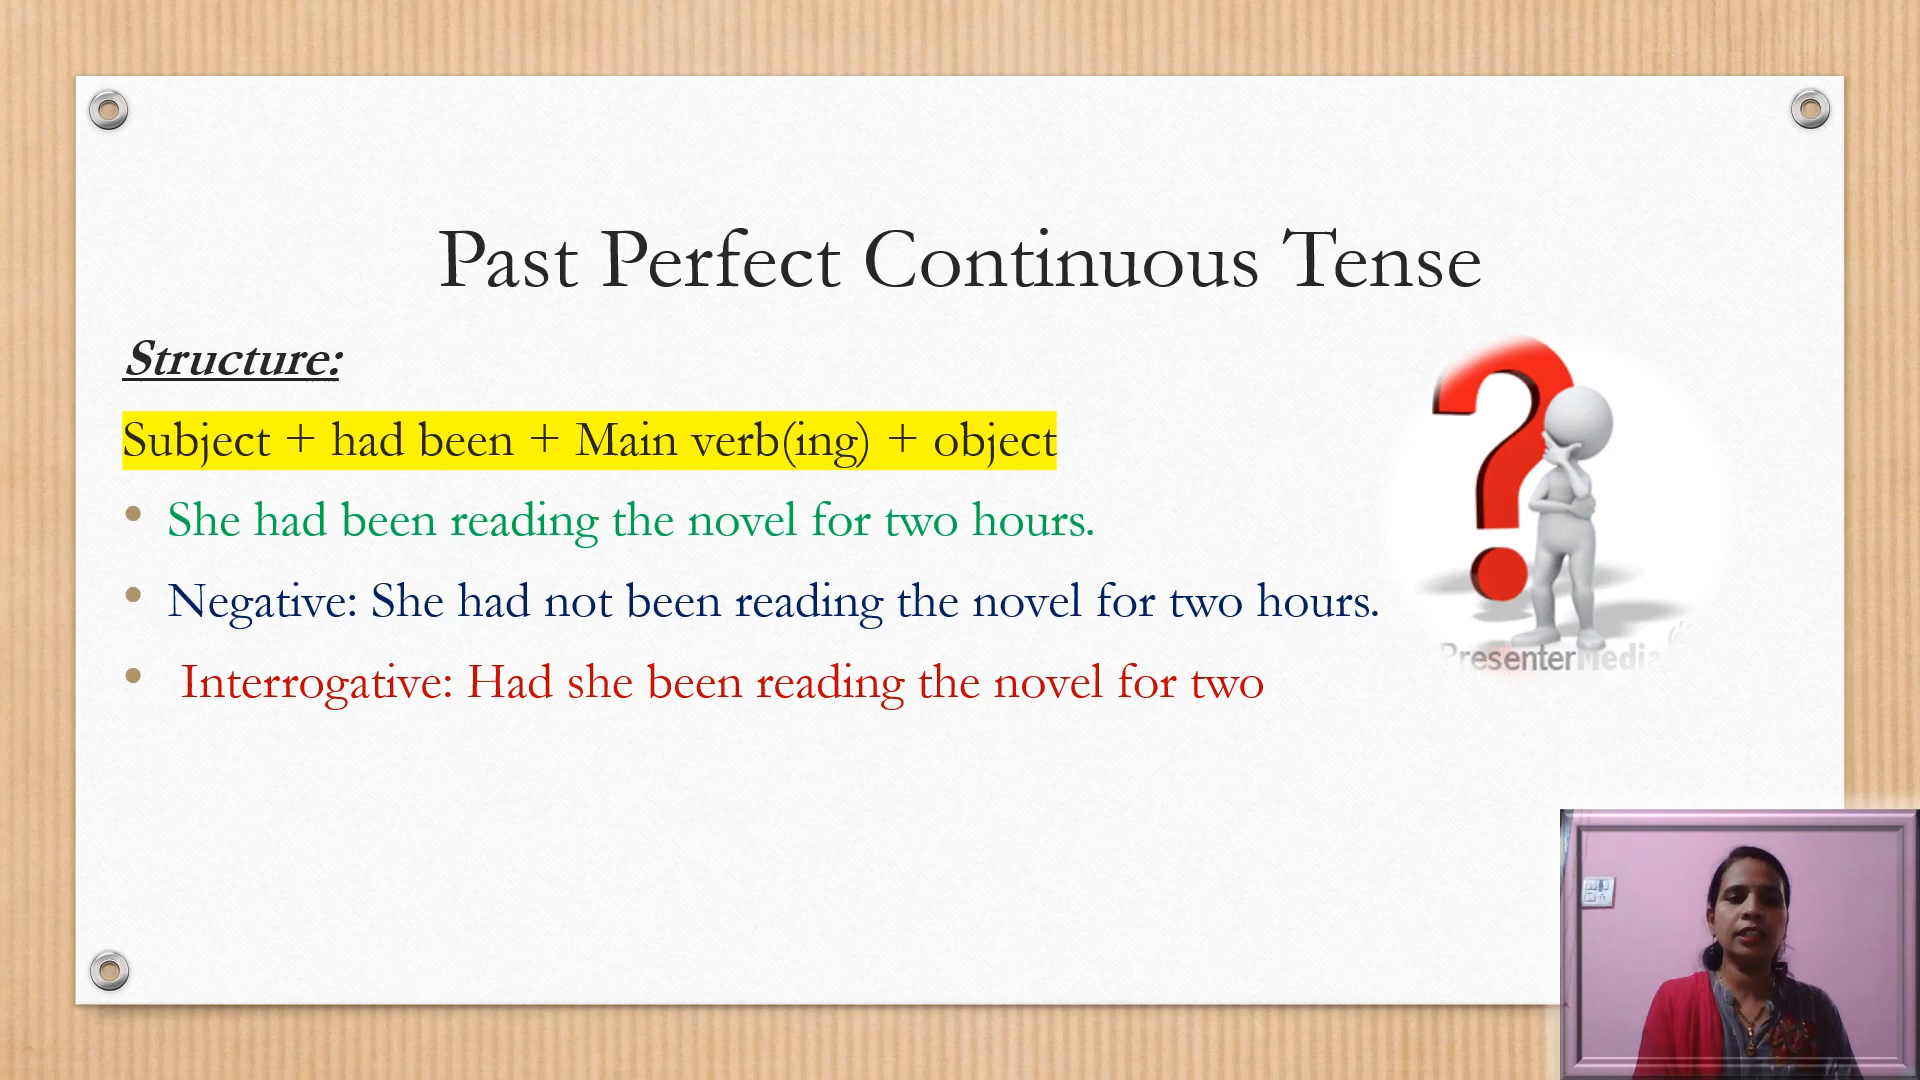 Past Perfect Continuous Tense
Structure:
Subject + had been + Main verb(ing) + object
She had been reading the novel for two hours.
Negative: She had not been reading the novel for two hours.
Interrogative: Had she been reading the novel for two
PresenterMedia